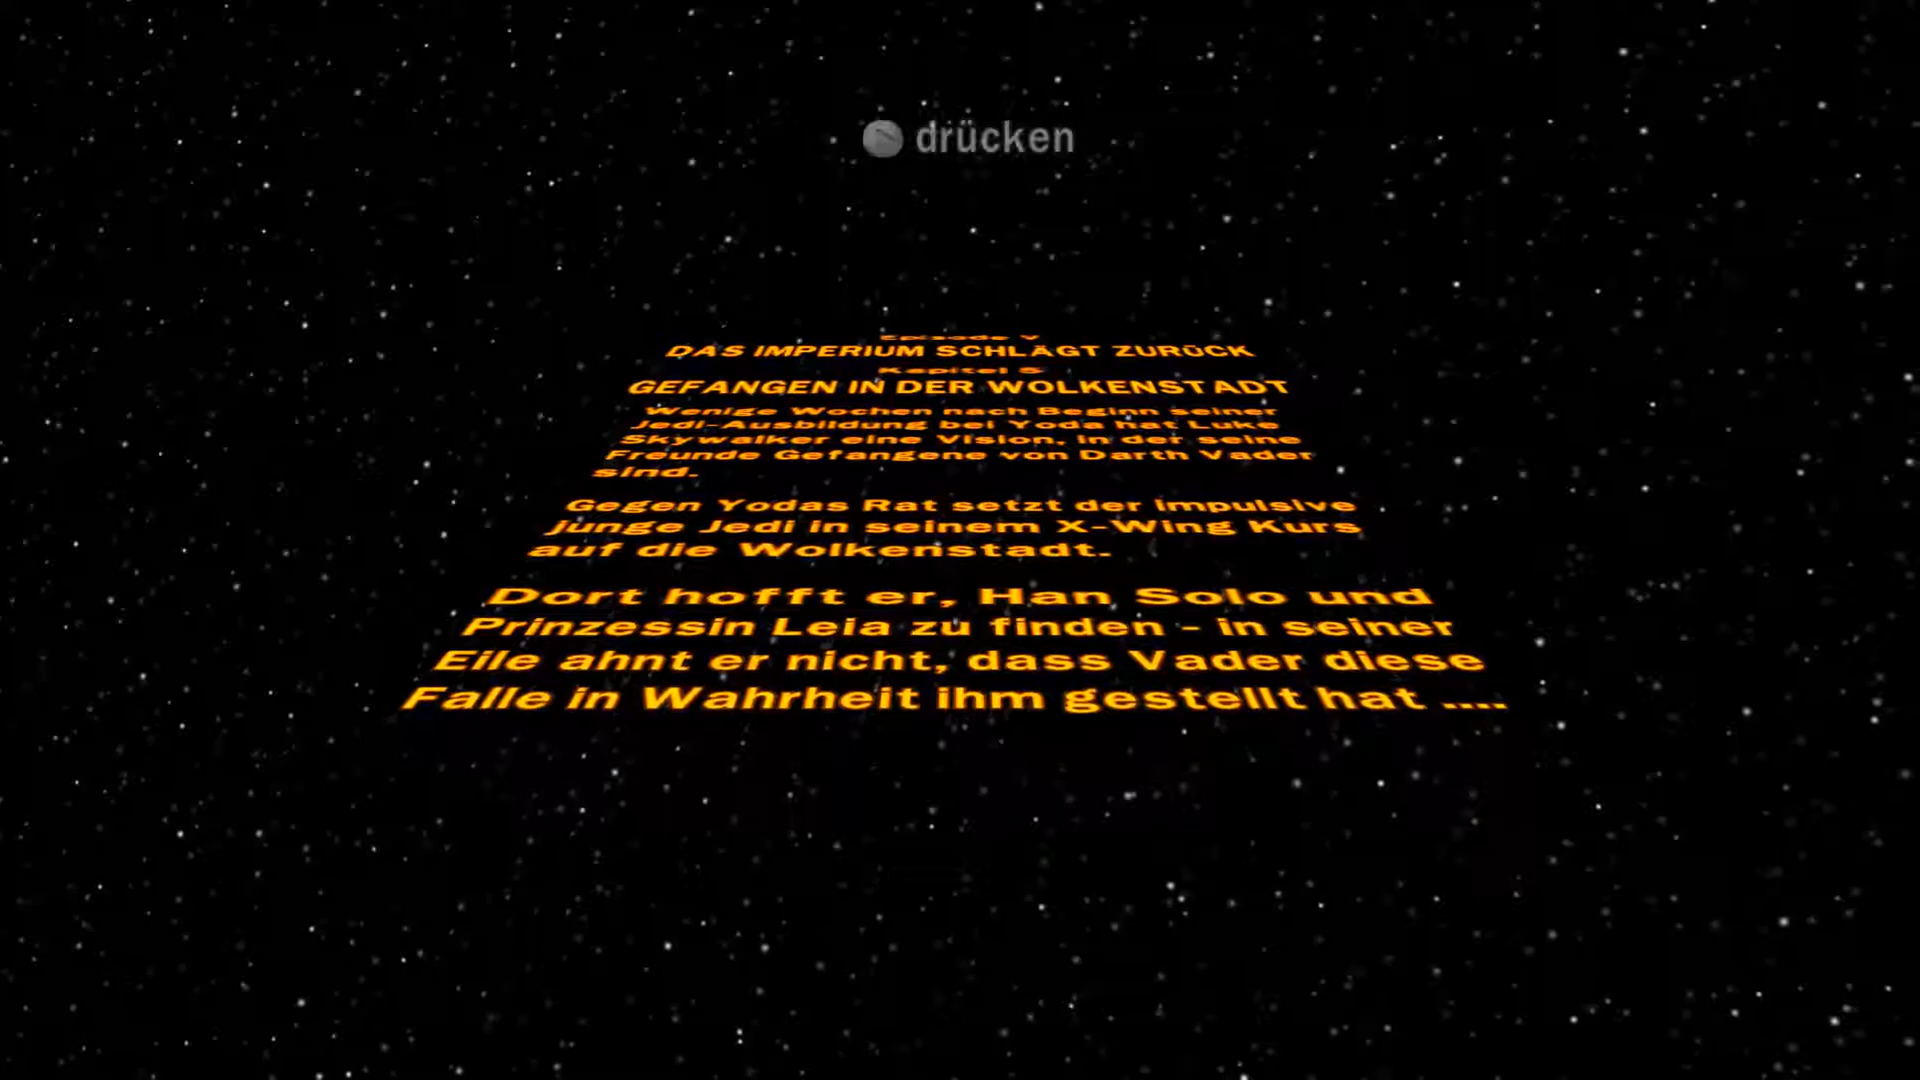 drücken
Episode V
DAS IMPERIUM SCHLÄGT ZURÜCK
Kapitel 5
GEFANGEN IN DER WOLKENSTADT
Wenige Wochen nach Beginn seiner
Jedi-Ausbildung bei Yoda hat Luke
Skywalker eine Vision, in der seine
Freunde Gefangene von Darth Vader
sind.
Gegen Yodas Rat setzt der impulsive
junge Jedi in seinem X-Wing Kurs
auf die Wolkenstadt.
Dort hofft er, Han Solo und
Prinzessin Leia zu finden - in seiner
Eile ahnt er nicht, dass Vader diese
Falle in Wahrheit ihm gestellt hat ....